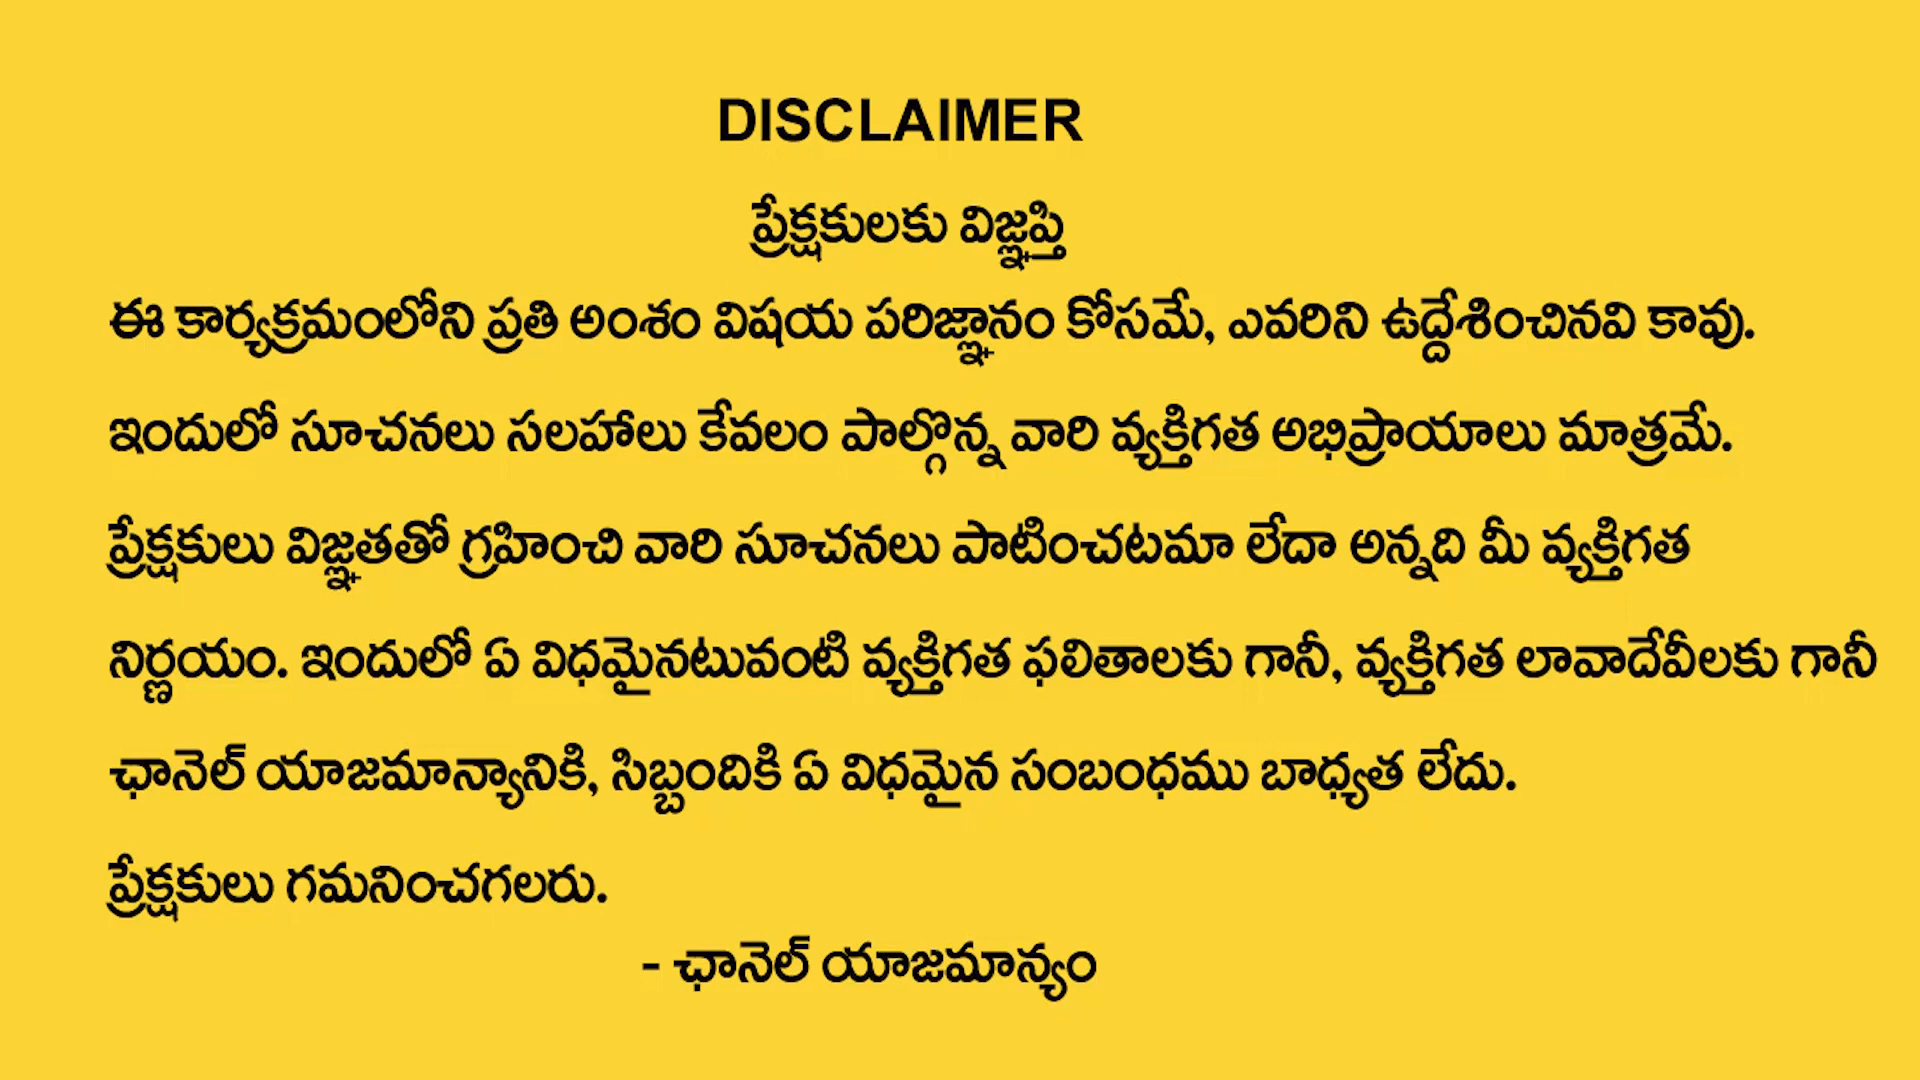 DISCLAIMER
ప్రేక్షకులకు విజ్ఞప్తి
ఈ కార్యక్రమంలోని ప్రతి అంశం విషయ పరిజ్ఞానం కోసమే, ఎవరిని ఉద్దేశించినవి కావు.
ఇందులో సూచనలు సలహాలు కేవలం పాల్గొన్న వారి వ్యక్తిగత అభిప్రాయాలు మాత్రమే.
ప్రేక్షకులు విజ్ఞతతో గ్రహించి వారి సూచనలు పాటించటమా లేదా అన్నది మీ వ్యక్తిగత
నిర్ణయం. ఇందులో ఏ విధమైనటువంటి వ్యక్తిగత ఫలితాలకు గానీ, వ్యక్తిగత లావాదేవీలకు గానీ
ఛానెల్ యాజమాన్యానికి, సిబ్బందికి ఏ విధమైన సంబంధము బాధ్యత లేదు.
ప్రేక్షకులు గమనించగలరు.
- ఛానెల్ యాజమాన్యం